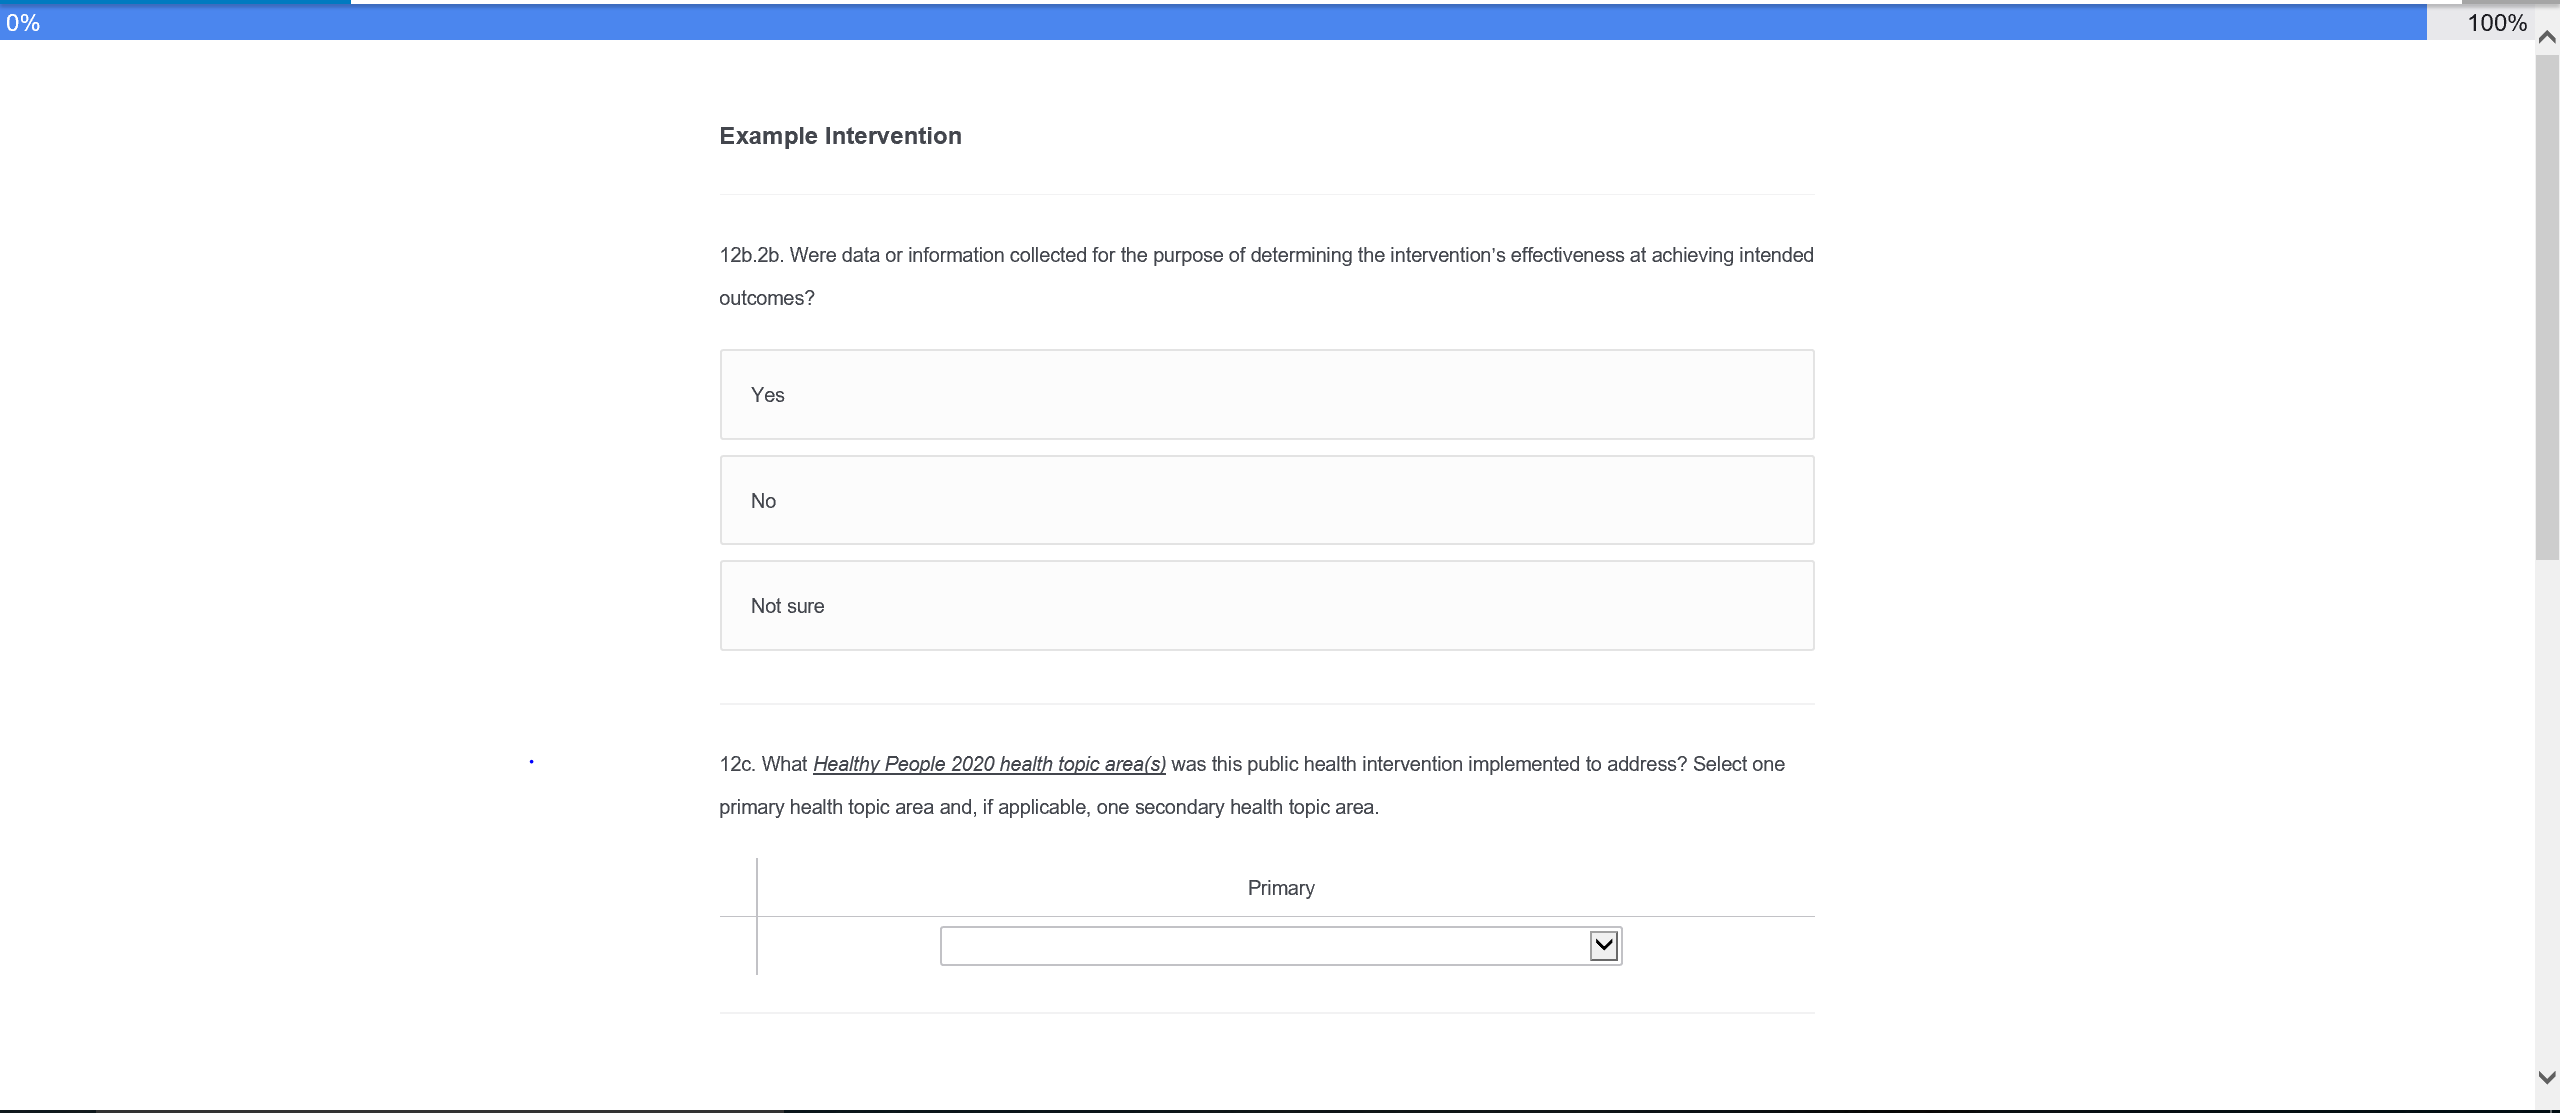 0% 100%
Example Intervention
12b.2b. Were data or information collected for the purpose of determining the intervention's effectiveness at achieving intended
outcomes?
Yes
No
Not sure
12c. What Healthy People 2020 health topic area(s) was this public health intervention implemented to address? Select one
primary health topic area and, if applicable, one secondary health topic area.
Primary